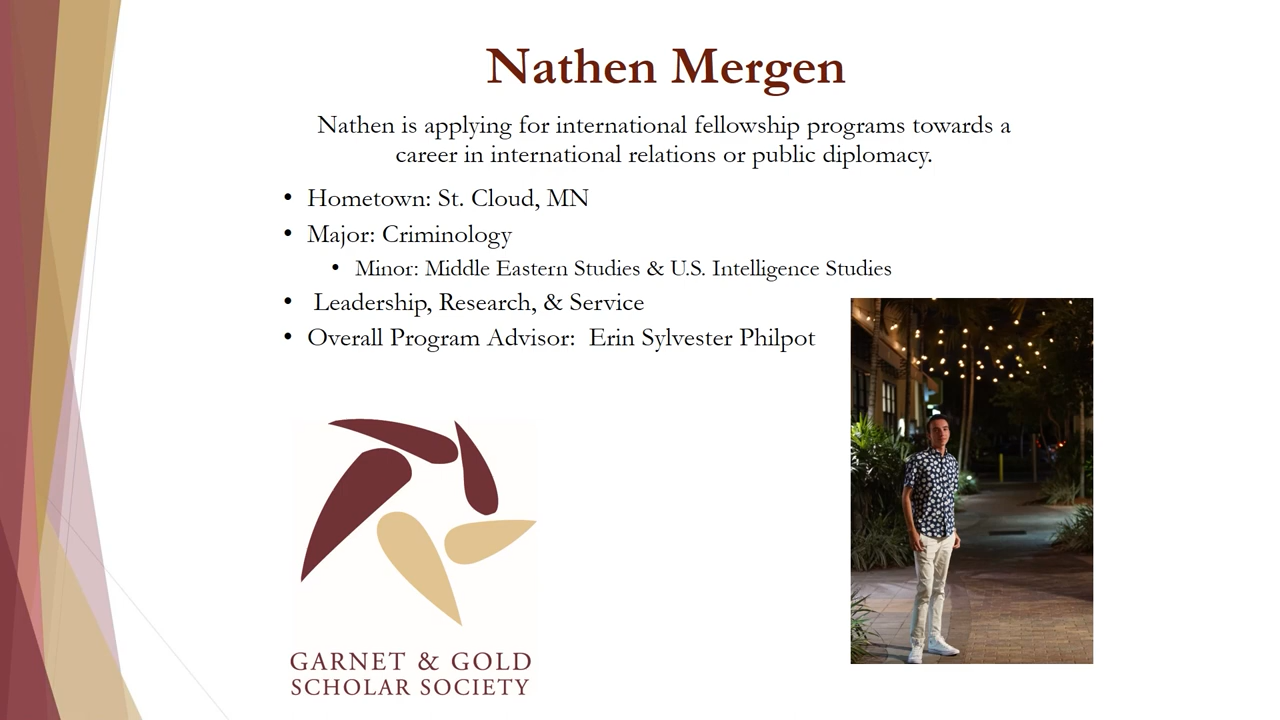 Nathen Mergen
Nathen is applying for international fellowship programs towards a
career in international relations or public diplomacy.
• Hometown: St. Cloud, MN
• Major: Criminology
• Minor: Middle Eastern Studies & U.S. Intelligence Studies
• Leadership, Research, & Service
• Overall Program Advisor: Erin Sylvester Philpot
GARNET & GOLD
SCHOLAR SOCIETY